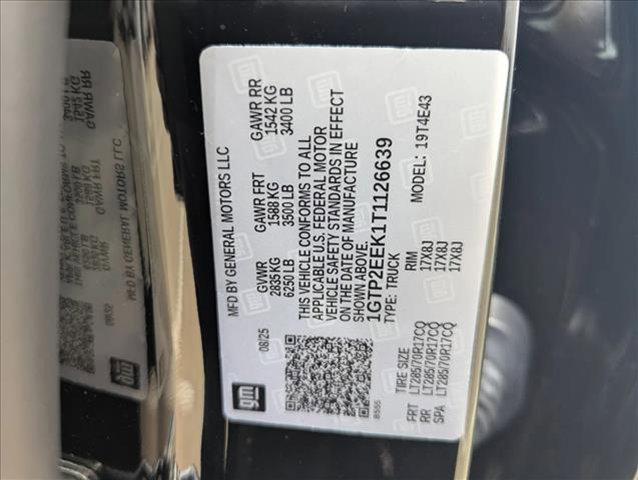 gm
MFD BY GENERAL MOTORS LLC
08/25
GVWR GAWR FRT GAWR RR
2835 KG 1588 KG 1542 KG
6250 LB 3500 LB 3400 LB
THIS VEHICLE CONFORMS TO ALL
APPLICABLE U.S. FEDERAL MOTOR
VEHICLE SAFETY STANDARDS IN EFFECT
ON THE DATE OF MANUFACTURE
SHOWN ABOVE.
1GTP2EEK1T1126639
TYPE: TRUCK MODEL: 19T4E43
8555
TIRE SIZE RIM
FRT LT285/70R17CQ 17X8J
RR LT285/70R17CQ 17X8J
SPA LT285/70R17CQ 17X8J